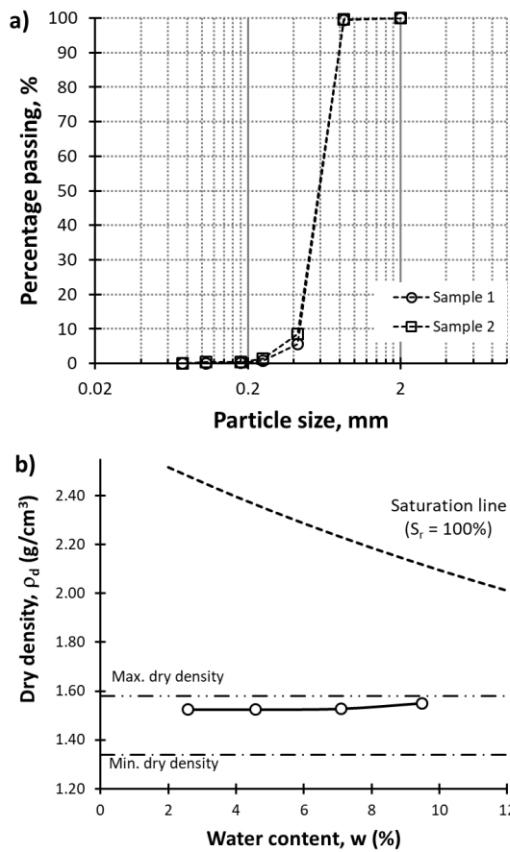 a)
100
90
80
70
60
50
40
30
20
10
0
Percentage passing, %
Sample 1
Sample 2
0.02
0.2
2
Particle size, mm
b)
2.40
2.20
2.00
1.80
1.60
1.40
1.20
Dry density, ρd (g/cm³)
Saturation line
(Sr = 100%)
Max. dry density
Min. dry density
0
2
4
6
8
10
12
Water content, w (%)